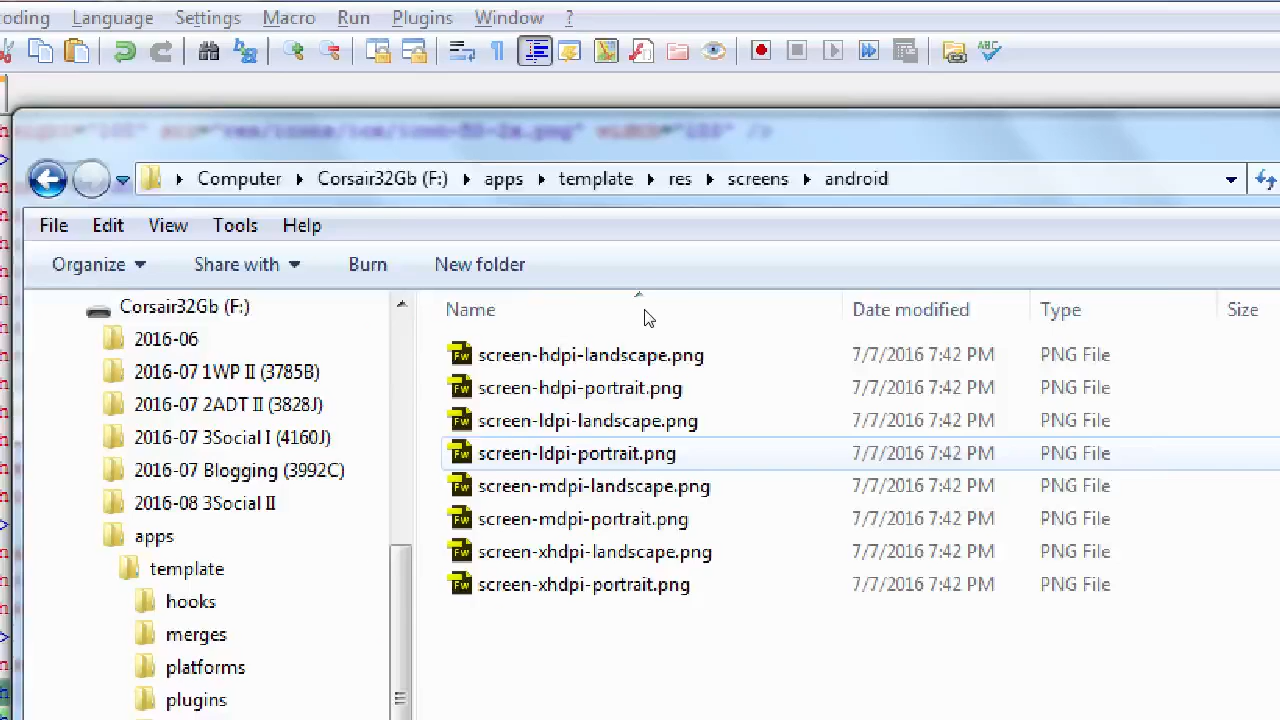 Language Settings Macro Run Plugins Window ?
Computer Corsair32Gb (F:) apps template res screens android
File Edit View Tools Help
Organize Share with Burn New folder
Corsair32Gb (F:)
2016-06
2016-07 1WP II (3785B)
2016-07 2ADT II (3828J)
2016-07 3Social I (4160J)
2016-07 Blogging (3992C)
2016-08 3Social II
apps
template
hooks
merges
platforms
plugins
Name Date modified Type Size
screen-hdpi-landscape.png 7/7/2016 7:42 PM PNG File
screen-hdpi-portrait.png 7/7/2016 7:42 PM PNG File
screen-ldpi-landscape.png 7/7/2016 7:42 PM PNG File
screen-ldpi-portrait.png 7/7/2016 7:42 PM PNG File
screen-mdpi-landscape.png 7/7/2016 7:42 PM PNG File
screen-mdpi-portrait.png 7/7/2016 7:42 PM PNG File
screen-xhdpi-landscape.png 7/7/2016 7:42 PM PNG File
screen-xhdpi-portrait.png 7/7/2016 7:42 PM PNG File